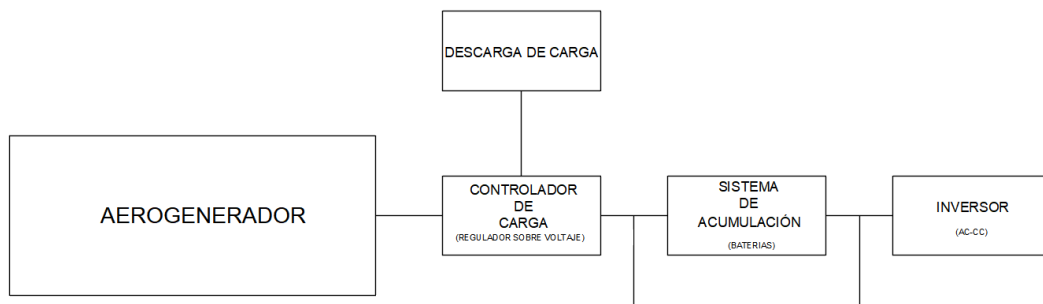 DESCARGA DE CARGA
AEROGENERADOR
CONTROLADOR
DE
CARGA
(REGULADOR SOBRE VOLTAJE)
SISTEMA
DE
ACUMULACIÓN
(BATERIAS)
INVERSOR
(AC-CC)